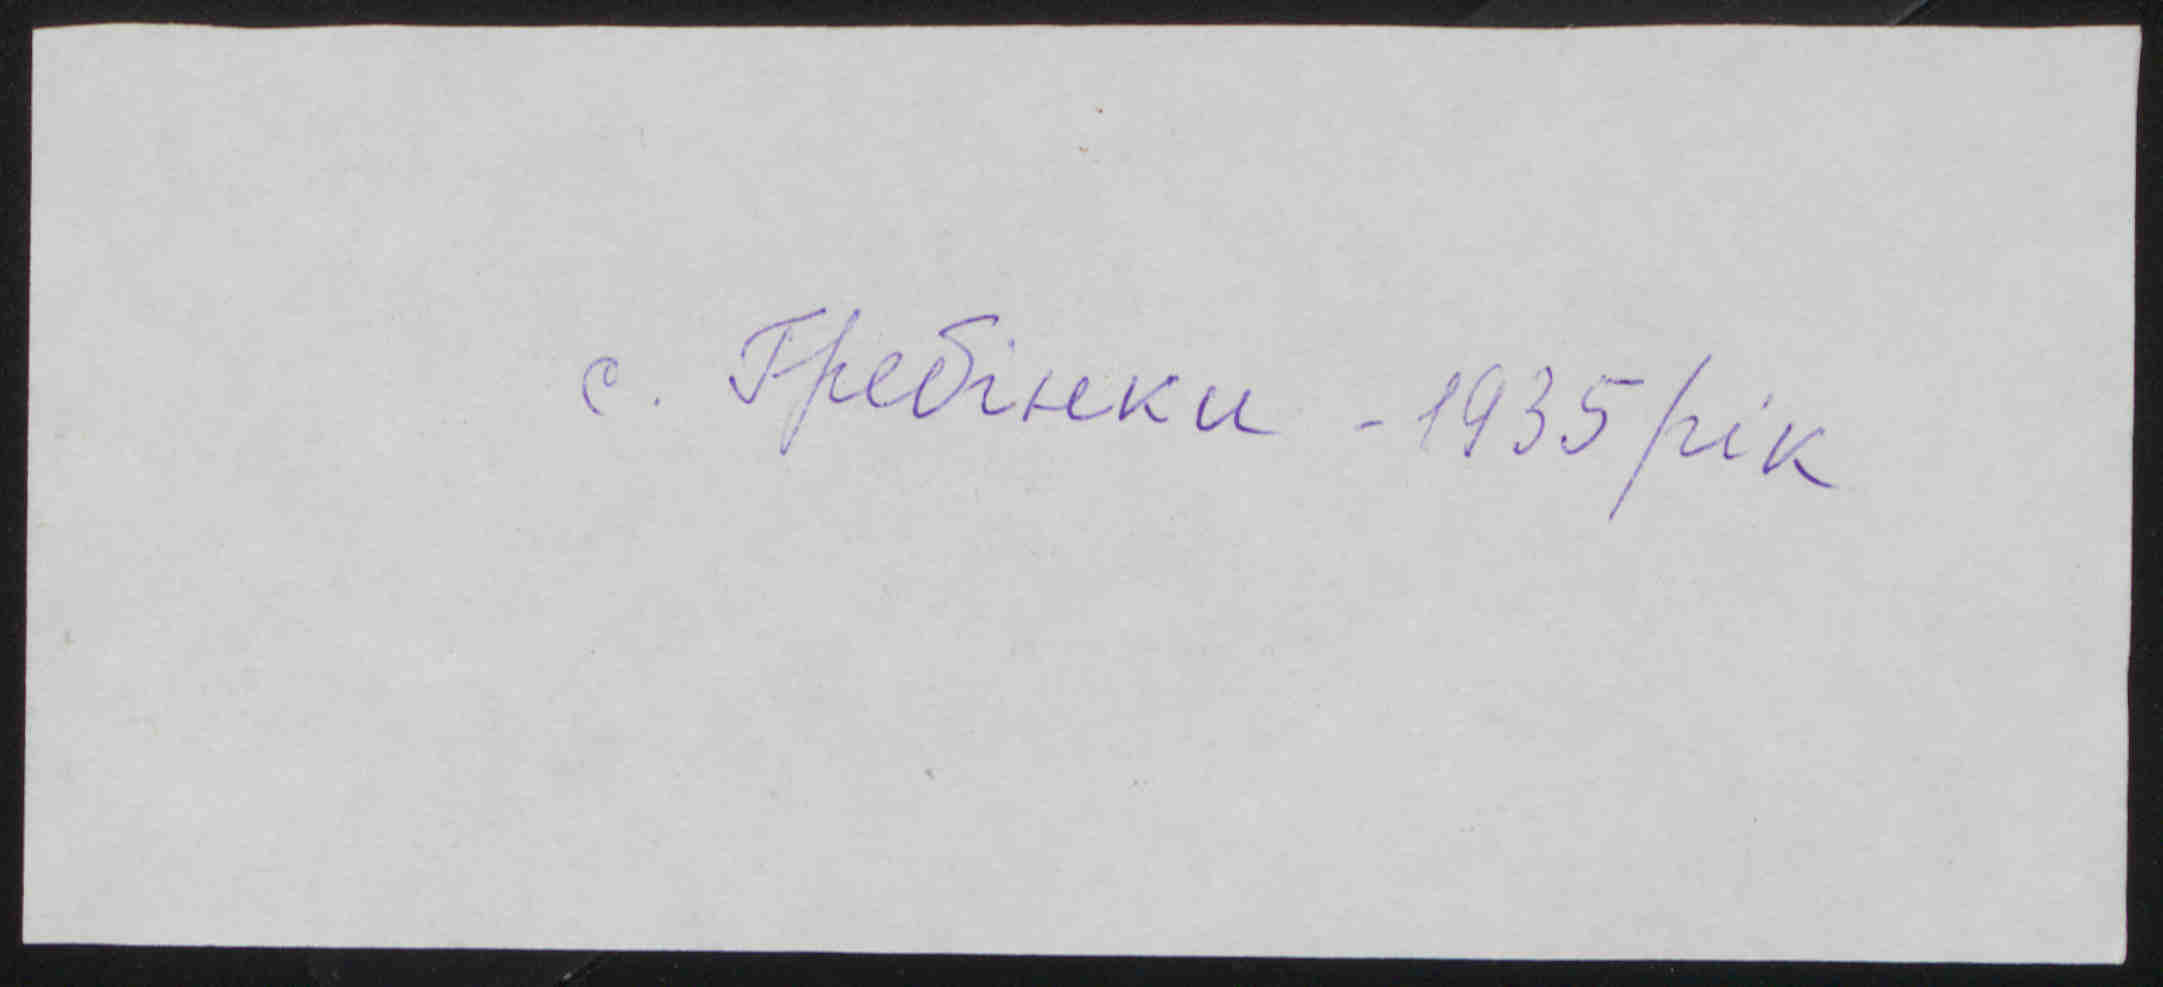 с. Гребінки - 1935 рік